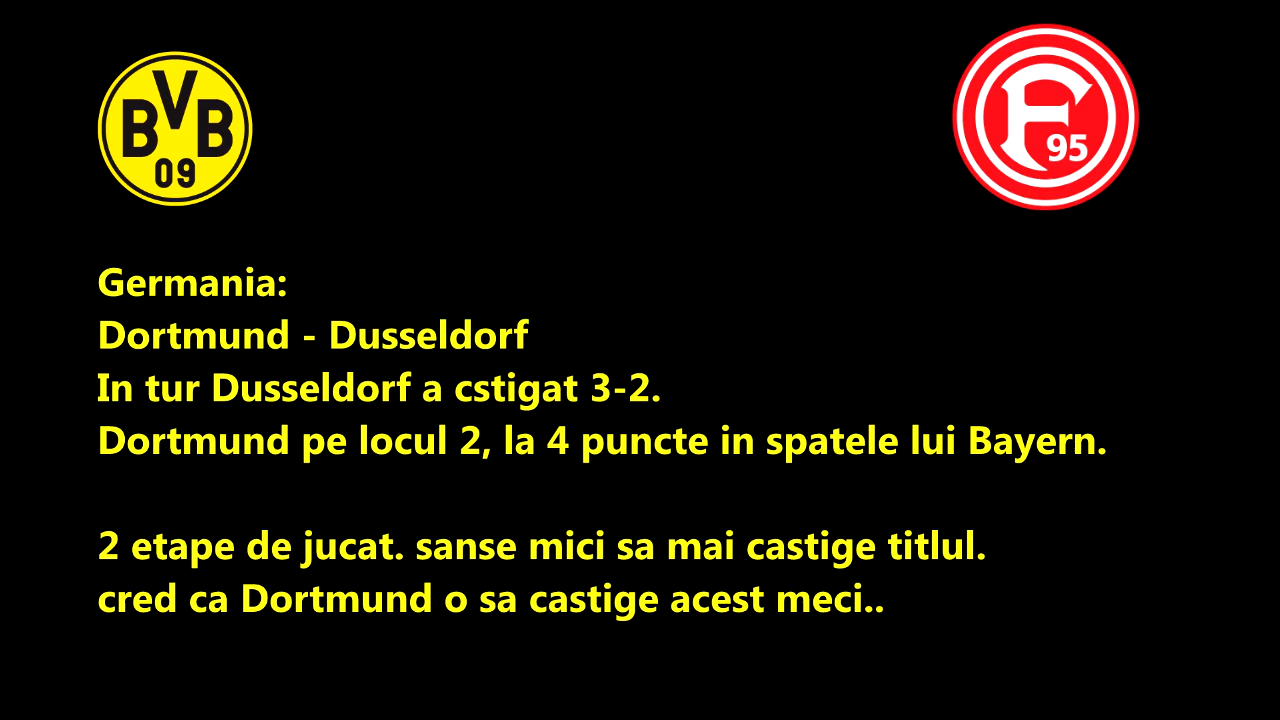 BVB
09
F
95
Germania:
Dortmund - Dusseldorf
In tur Dusseldorf a cstigat 3-2.
Dortmund pe locul 2, la 4 puncte in spatele lui Bayern.
2 etape de jucat. sanse mici sa mai castige titlul.
cred ca Dortmund o sa castige acest meci..